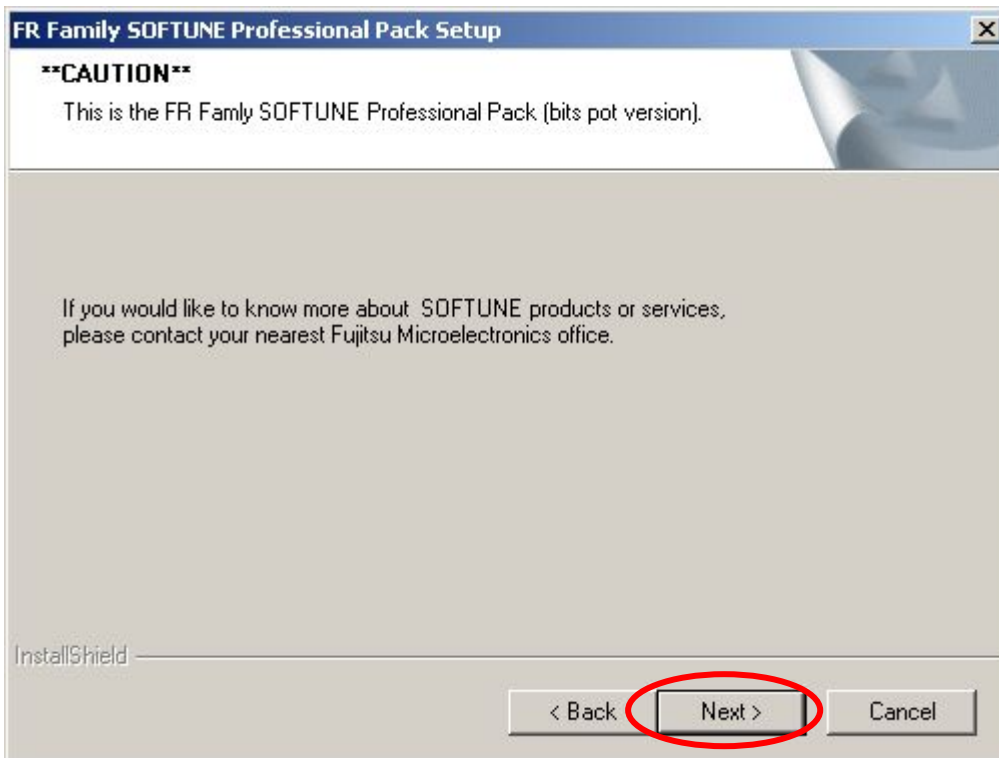 FR Family SOFTUNE Professional Pack Setup
**CAUTION**
This is the FR Famly SOFTUNE Professional Pack (bits pot version).
If you would like to know more about  SOFTUNE products or services,
please contact your nearest Fujitsu Microelectronics office.
InstallShield
< Back
Next >
Cancel